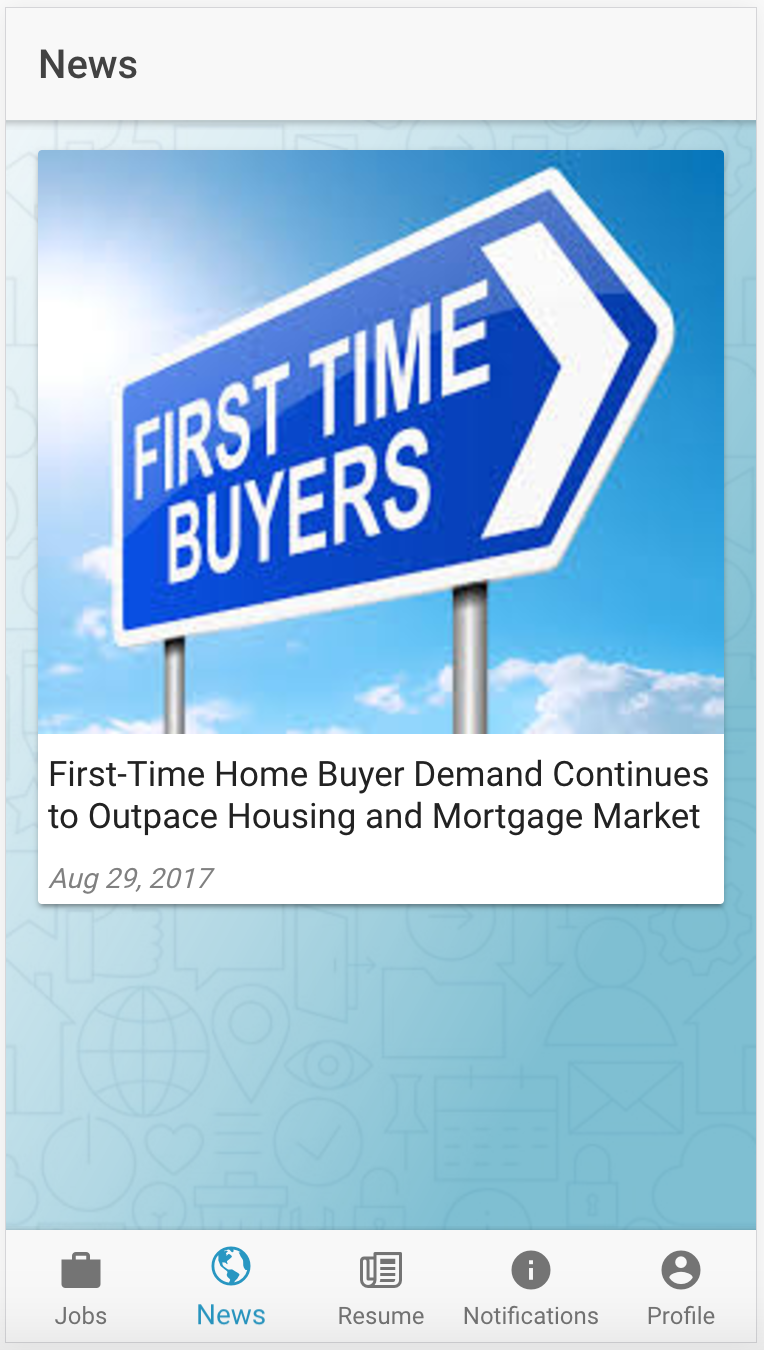 News
FIRST TIME
BUYERS
First-Time Home Buyer Demand Continues
to Outpace Housing and Mortgage Market
Aug 29, 2017
Jobs
News
Resume
Notifications
Profile